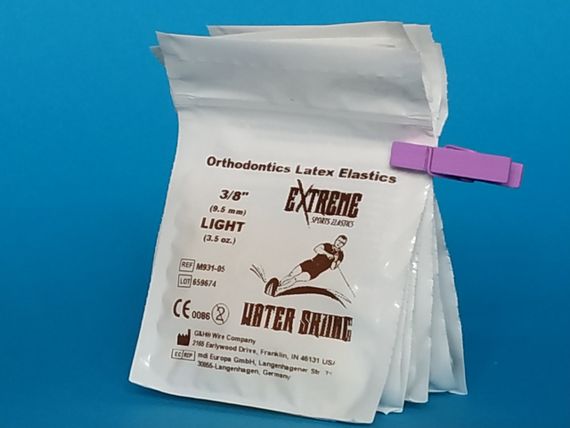 Orthodontics Latex Elastics
3/8"
(9.5 mm)
LIGHT
(3.5 oz.)
EXTREME
SPORTS ELASTICS
REF M931-05
LOT 659674
CE 0086 2
WATER SKIING
G&H® Wire Company
2165 Earlywood Drive, Franklin, IN 46131 USA
EC REP mdi Europa GmbH, Langenhagener Str.
30855-Langenhagen, Germany